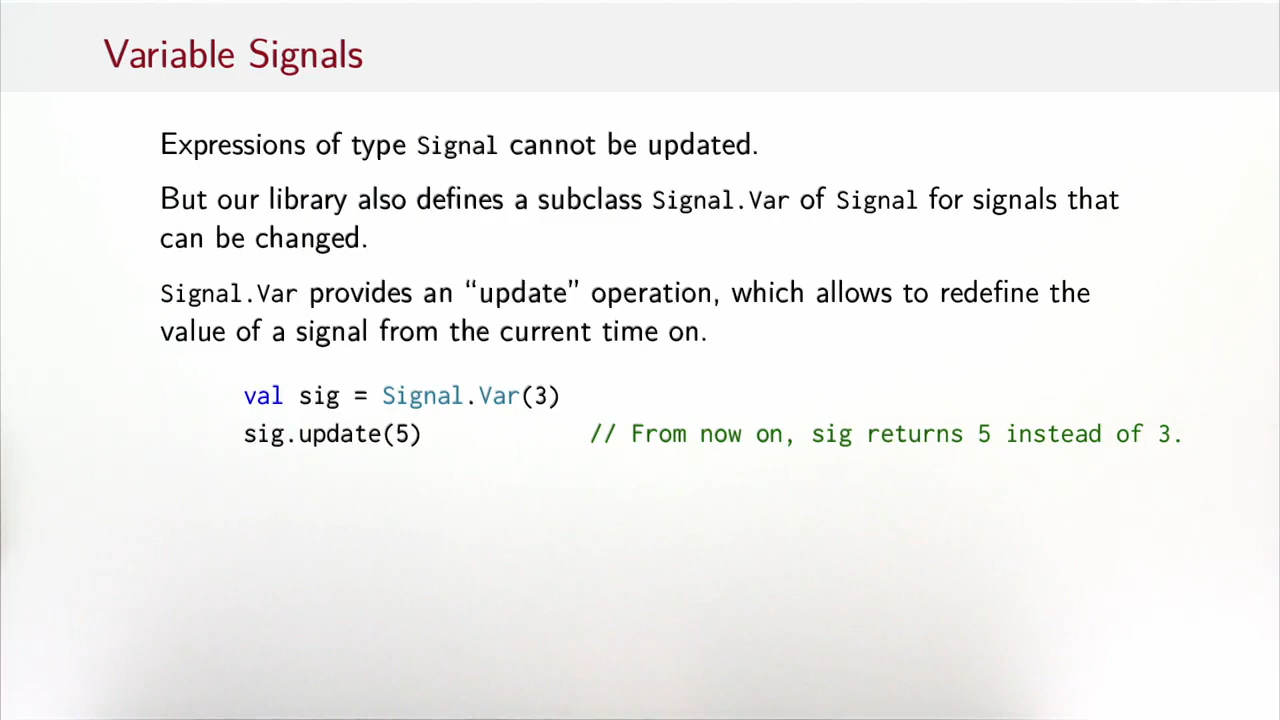 Variable Signals
Expressions of type Signal cannot be updated.
But our library also defines a subclass Signal.Var of Signal for signals that
can be changed.
Signal.Var provides an “update” operation, which allows to redefine the
value of a signal from the current time on.
val sig = Signal.Var(3)
sig.update(5) // From now on, sig returns 5 instead of 3.